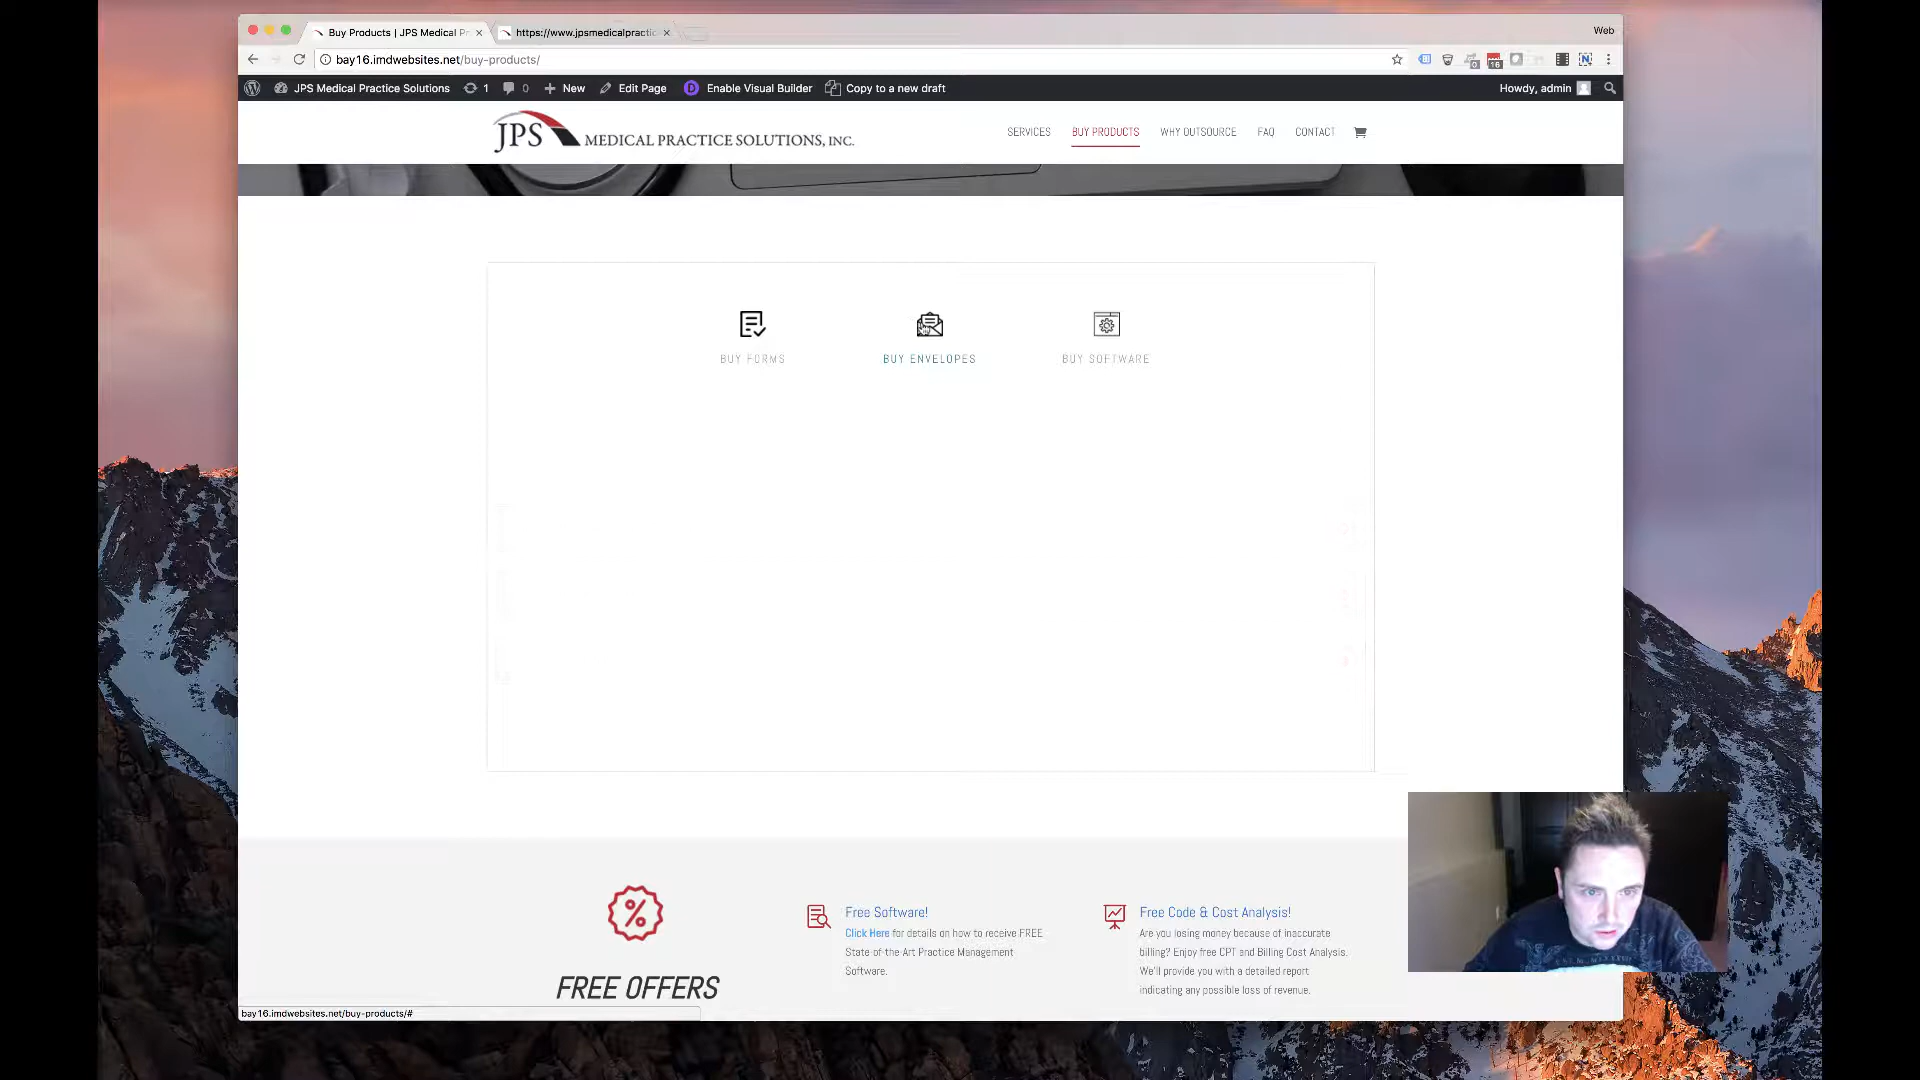 Buy Products | JPS Medical P
https://www.jpsmedicalpractic
Web
bay16.imdwebsites.net/buy-products/
0
16
N
JPS Medical Practice Solutions
1
0
New
Edit Page
D
Enable Visual Builder
Copy to a new draft
Howdy, admin
JPS MEDICAL PRACTICE SOLUTIONS, INC.
SERVICES
BUY PRODUCTS
WHY OUTSOURCE
FAQ
CONTACT
BUY FORMS
BUY ENVELOPES
BUY SOFTWARE
%
FREE OFFERS
Free Software!
Click Here for details on how to receive FREE
State-of-the-Art Practice Management
Software.
Free Code & Cost Analysis!
Are you losing money because of inaccurate
billing? Enjoy free CPT and Billing Cost Analysis.
We'll provide you with a detailed report
indicating any possible loss of revenue.
bay16.imdwebsites.net/buy-products/#